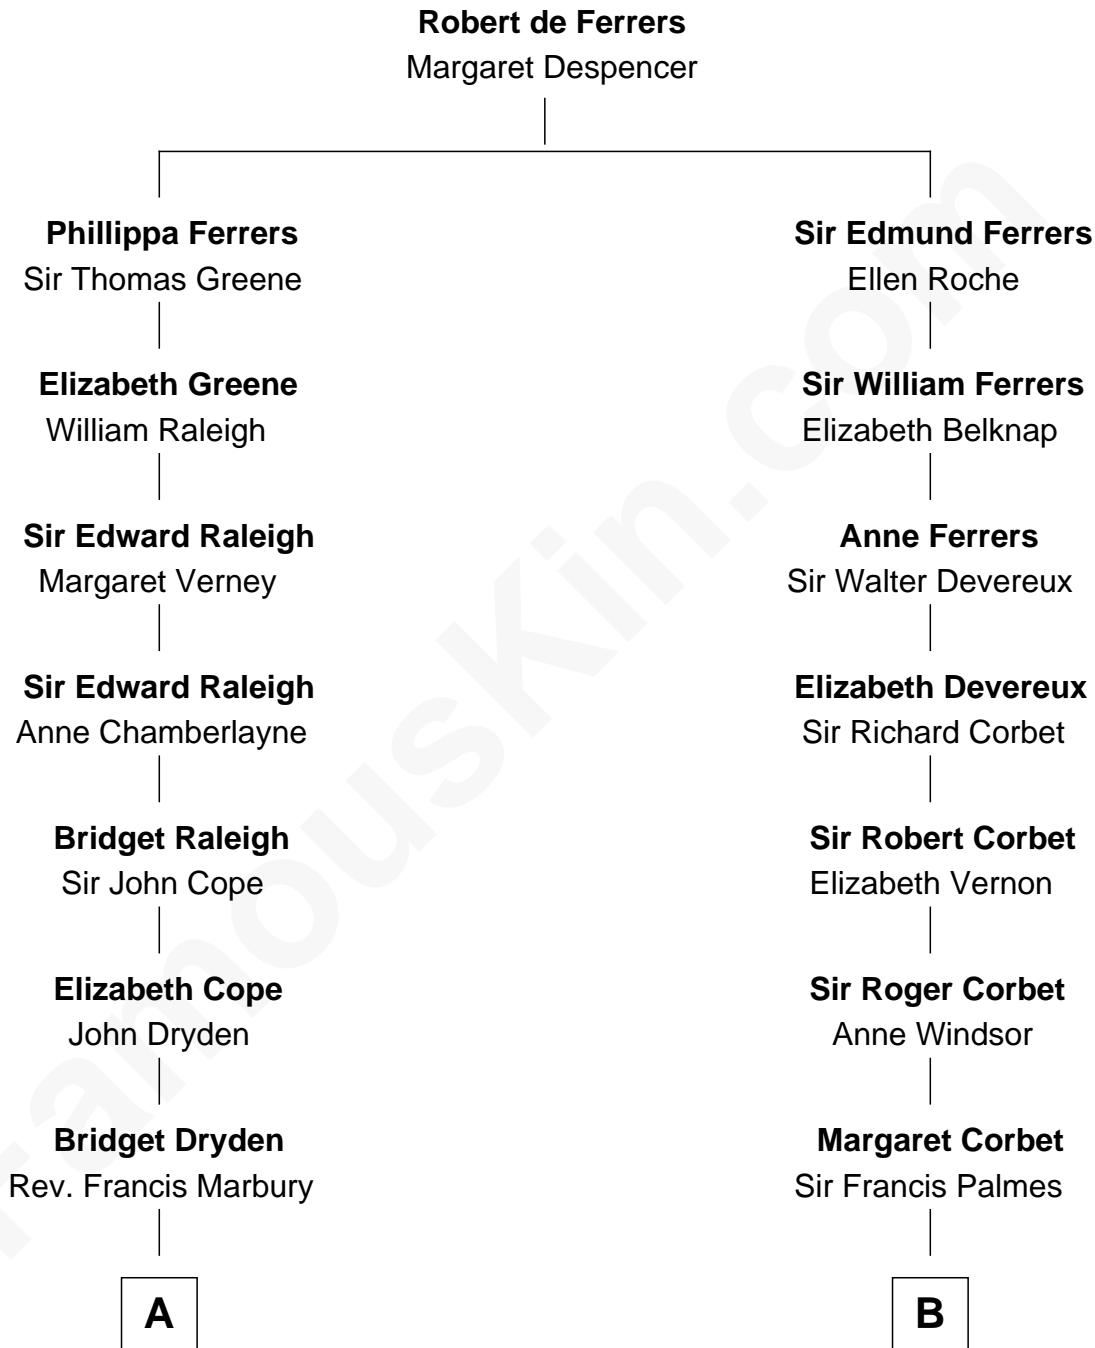 Robert de Ferrers
Margaret Despencer
Phillippa Ferrers
Sir Thomas Greene
Sir Edmund Ferrers
Ellen Roche
Elizabeth Greene
William Raleigh
Sir William Ferrers
Elizabeth Belknap
Sir Edward Raleigh
Margaret Verney
Anne Ferrers
Sir Walter Devereux
Sir Edward Raleigh
Anne Chamberlayne
Elizabeth Devereux
Sir Richard Corbet
Bridget Raleigh
Sir John Cope
Sir Robert Corbet
Elizabeth Vernon
Elizabeth Cope
John Dryden
Sir Roger Corbet
Anne Windsor
Bridget Dryden
Rev. Francis Marbury
Margaret Corbet
Sir Francis Palmes
A
B
famouskin.com